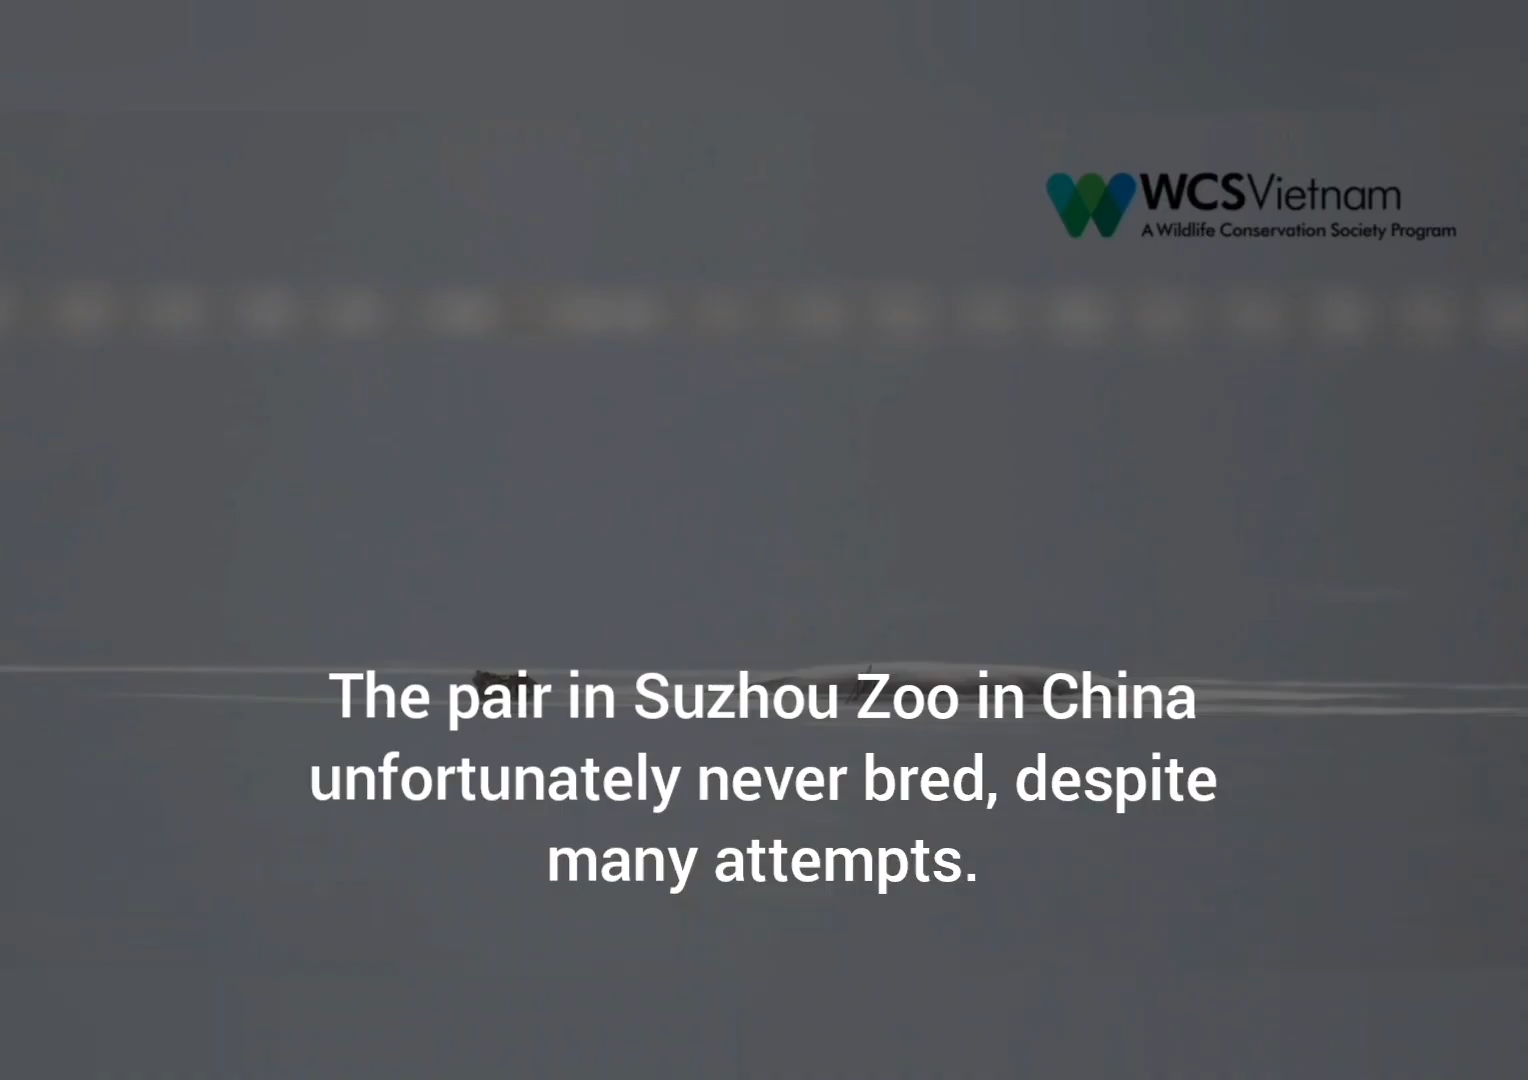 WCSVietnam
A Wildlife Conservation Society Program
The pair in Suzhou Zoo in China
unfortunately never bred, despite
many attempts.